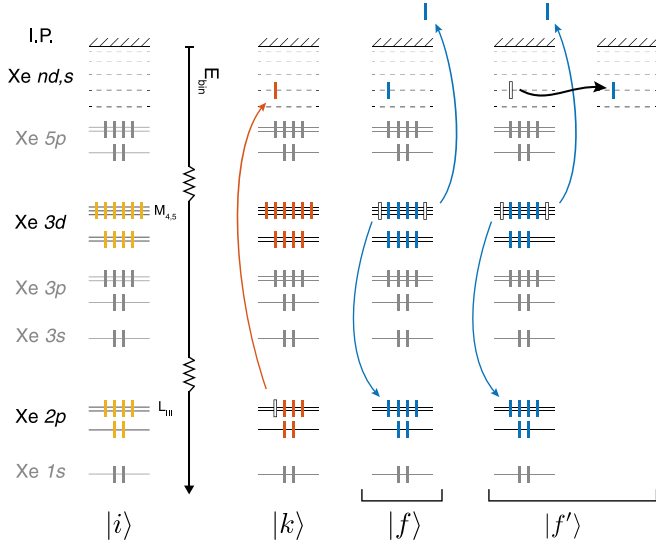 I.P.
Xe nd,s
E_bin
Xe 5p
Xe 3d
M_4,5
Xe 3p
Xe 3s
Xe 2p
L_III
Xe 1s
|i⟩ |k⟩ |f⟩ |f'⟩